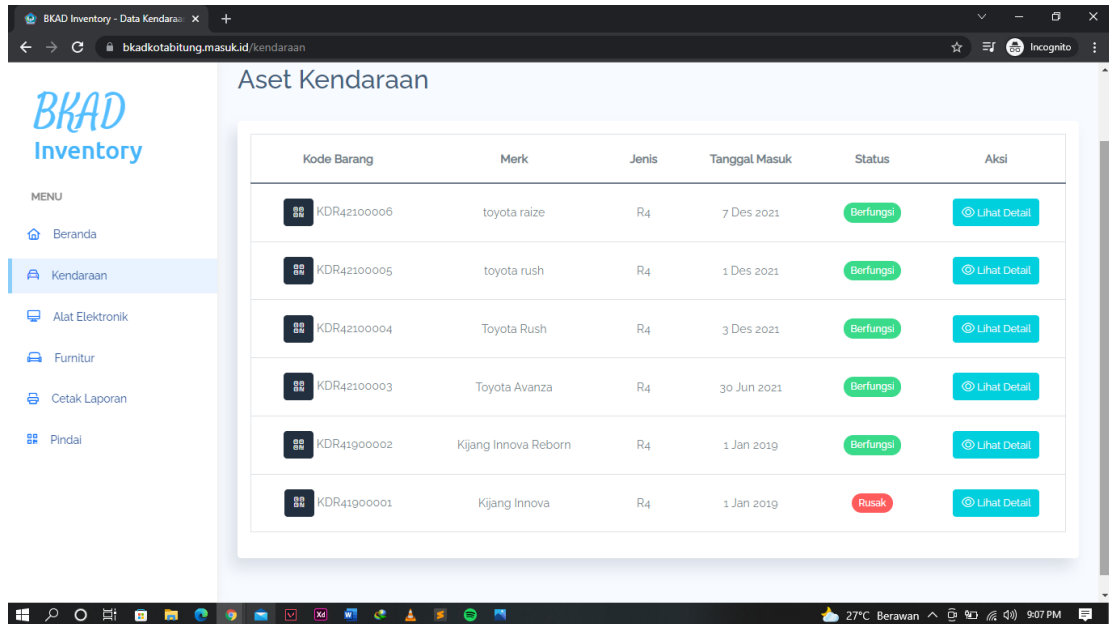 BKAD Inventory - Data Kendaraa
bkadkotabitung.masuk.id/kendaraan
Incognito
BKAD
Inventory
MENU
Beranda
Kendaraan
Alat Elektronik
Furnitur
Cetak Laporan
Pindai
Aset Kendaraan
Kode Barang Merk Jenis Tanggal Masuk Status Aksi
KDR42100006 toyota raize R4 7 Des 2021 Berfungsi Lihat Detail
KDR42100005 toyota rush R4 1 Des 2021 Berfungsi Lihat Detail
KDR42100004 Toyota Rush R4 3 Des 2021 Berfungsi Lihat Detail
KDR42100003 Toyota Avanza R4 30 Jun 2021 Berfungsi Lihat Detail
KDR41900002 Kijang Innova Reborn R4 1 Jan 2019 Berfungsi Lihat Detail
KDR41900001 Kijang Innova R4 1 Jan 2019 Rusak Lihat Detail
27°C Berawan 9:07 PM